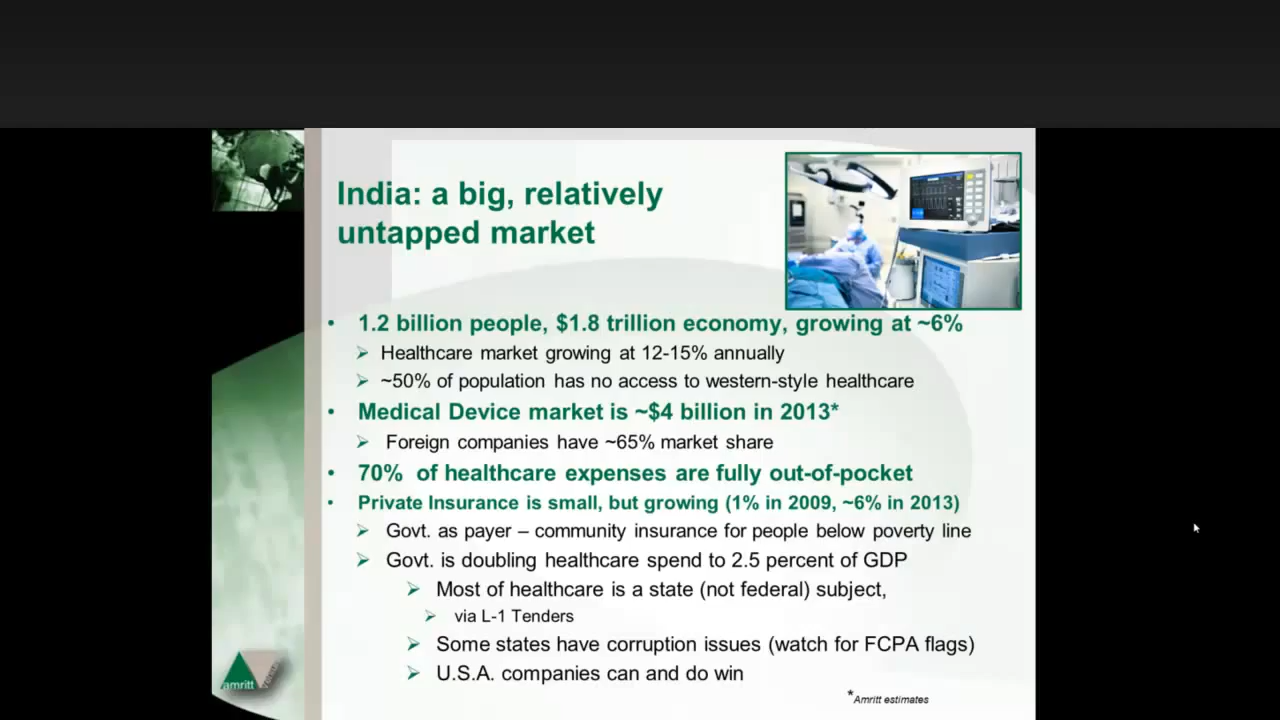 India: a big, relatively
untapped market
• 1.2 billion people, $1.8 trillion economy, growing at ~6%
➢ Healthcare market growing at 12-15% annually
➢ ~50% of population has no access to western-style healthcare
• Medical Device market is ~$4 billion in 2013*
➢ Foreign companies have ~65% market share
• 70% of healthcare expenses are fully out-of-pocket
• Private Insurance is small, but growing (1% in 2009, ~6% in 2013)
➢ Govt. as payer – community insurance for people below poverty line
➢ Govt. is doubling healthcare spend to 2.5 percent of GDP
➢ Most of healthcare is a state (not federal) subject,
➢ via L-1 Tenders
➢ Some states have corruption issues (watch for FCPA flags)
➢ U.S.A. companies can and do win
*Amritt estimates
amritt